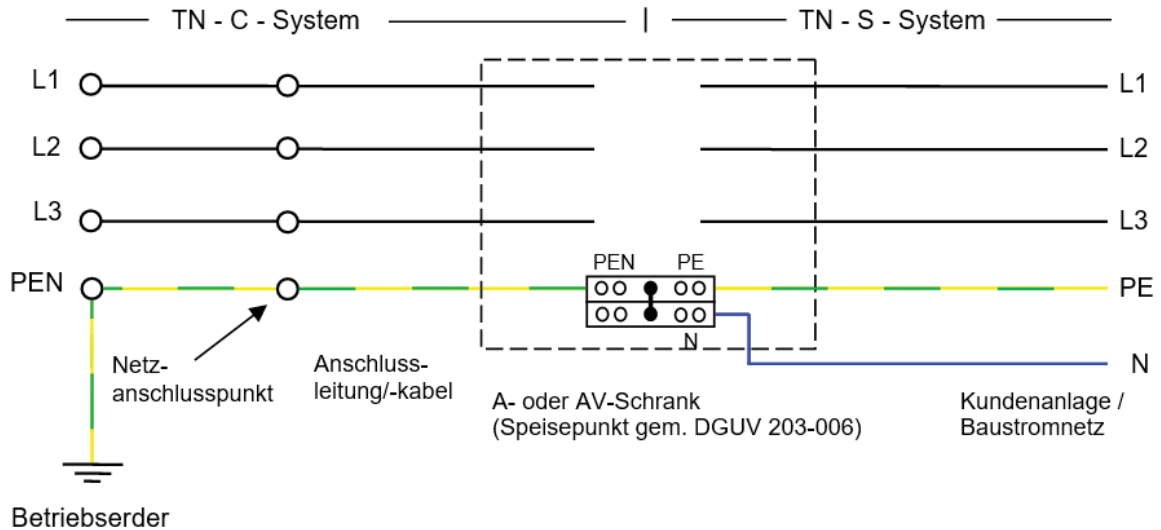 TN - C - System
TN - S - System
L1
L1
L2
L2
L3
L3
PEN
PEN
PE
PE
N
N
Netz-
anschlusspunkt
Anschluss-
leitung/-kabel
A- oder AV-Schrank
(Speisepunkt gem. DGUV 203-006)
Kundenanlage /
Baustromnetz
Betriebserder